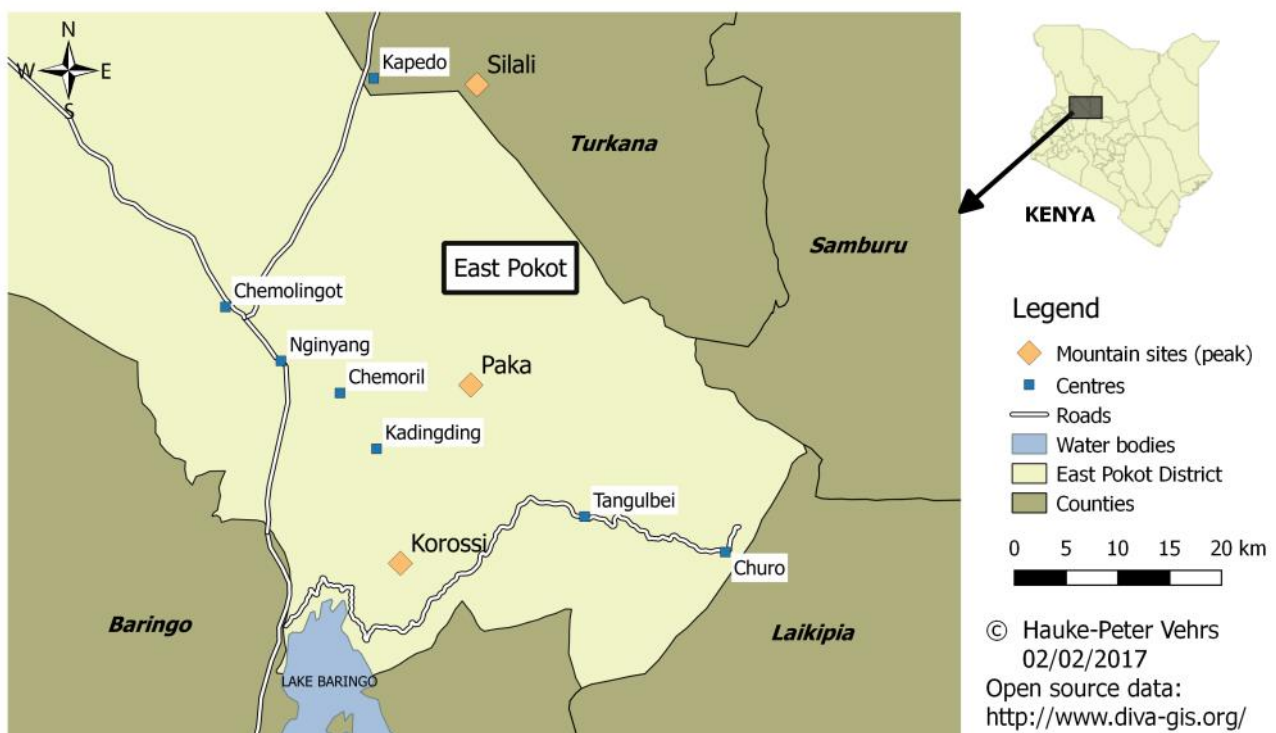 N
W E
S
Kapedo
Silali
Turkana
Samburu
East Pokot
Chemolingot
Nginyang
Chemoril
Paka
Kadingding
Tangulbei
Korossi
Churo
Baringo
Laikipia
LAKE BARINGO
KENYA
Legend
Mountain sites (peak)
Centres
Roads
Water bodies
East Pokot District
Counties
0 5 10 15 20 km
© Hauke-Peter Vehrs
02/02/2017
Open source data:
http://www.diva-gis.org/